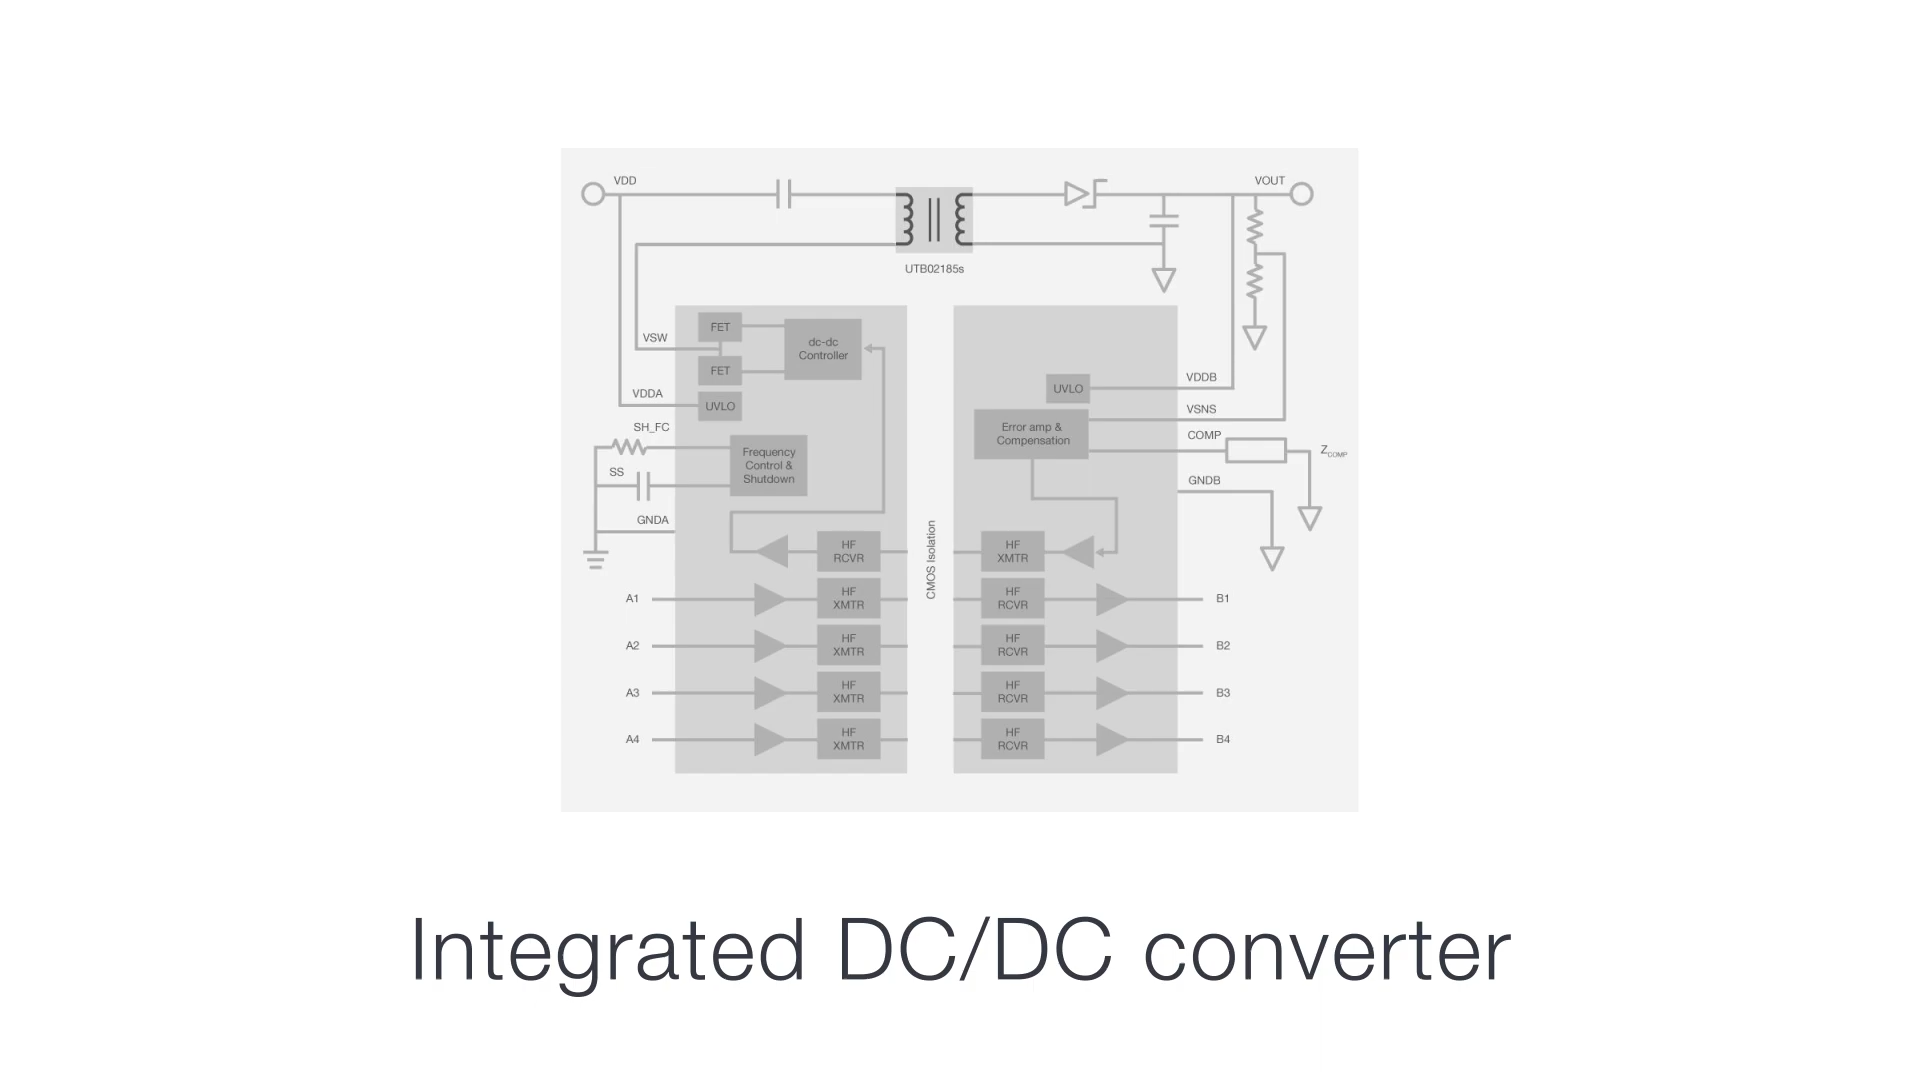 VDD
VOUT
UTB02185s
VSW
FET
dc-dc
Controller
FET
VDDA
UVLO
UVLO
VDDB
VSNS
SH_FC
Error amp &
Compensation
COMP
ZCOMP
Frequency
Control &
Shutdown
SS
GNDB
GNDA
CMOS Isolation
HF
RCVR
HF
XMTR
A1
HF
XMTR
HF
RCVR
B1
A2
HF
XMTR
HF
RCVR
B2
A3
HF
XMTR
HF
RCVR
B3
A4
HF
XMTR
HF
RCVR
B4
Integrated DC/DC converter